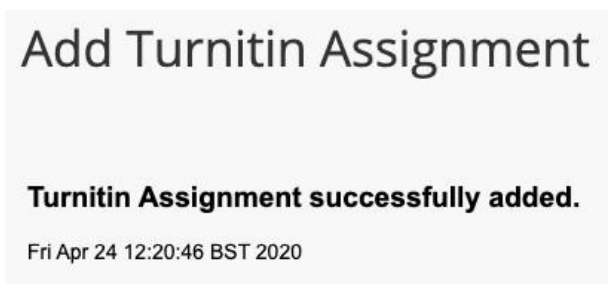 Add Turnitin Assignment
Turnitin Assignment successfully added.
Fri Apr 24 12:20:46 BST 2020